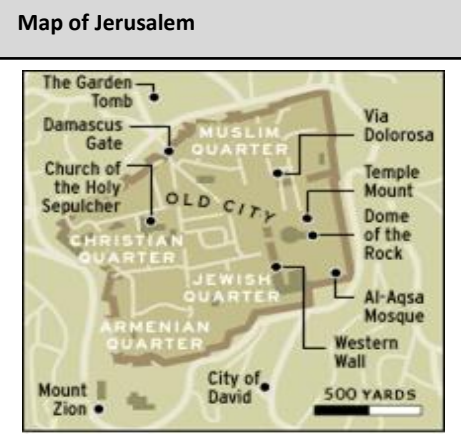 Map of Jerusalem
The Garden
Tomb
Damascus
Gate
Church of
the Holy
Sepulcher
MUSLIM
QUARTER
Via
Dolorosa
Temple
Mount
Dome
of the
Rock
OLD CITY
CHRISTIAN
QUARTER
JEWISH
QUARTER
Al-Aqsa
Mosque
ARMENIAN
QUARTER
Western
Wall
Mount
Zion
City of
David
500 YARDS